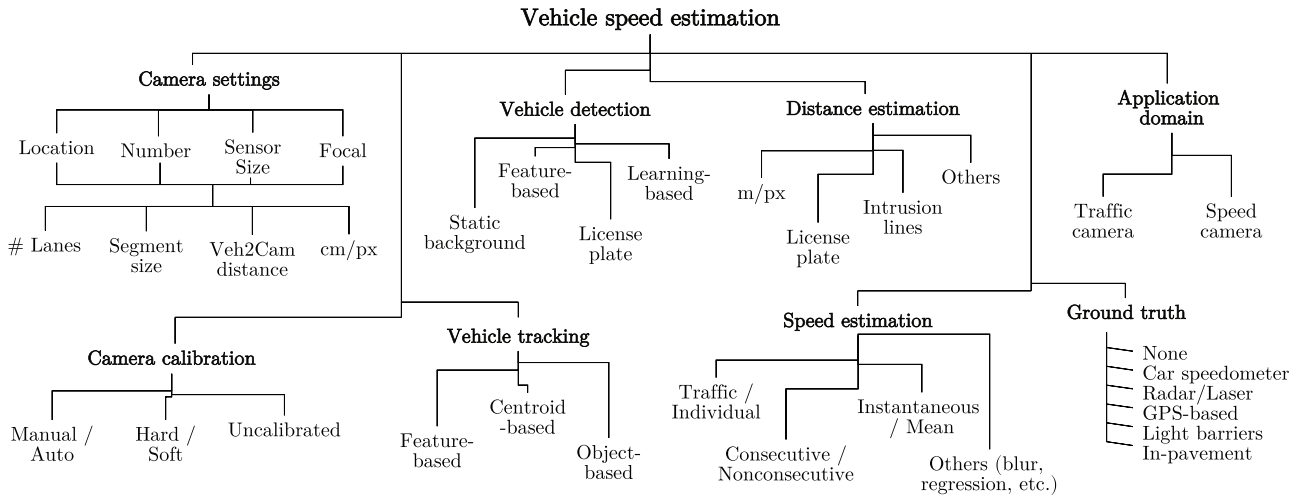 Vehicle speed estimation
Camera settings
Location
Number
Sensor
Size
Focal
# Lanes
Segment
size
Veh2Cam
distance
cm/px
Vehicle detection
Static
background
Feature-
based
License
plate
Learning-
based
Distance estimation
m/px
License
plate
Intrusion
lines
Others
Application
domain
Traffic
camera
Speed
camera
Camera calibration
Manual /
Auto
Hard /
Soft
Uncalibrated
Vehicle tracking
Feature-
based
Centroid
-based
Object-
based
Speed estimation
Traffic /
Individual
Consecutive /
Nonconsecutive
Instantaneous
/ Mean
Others (blur,
regression, etc.)
Ground truth
None
Car speedometer
Radar/Laser
GPS-based
Light barriers
In-pavement